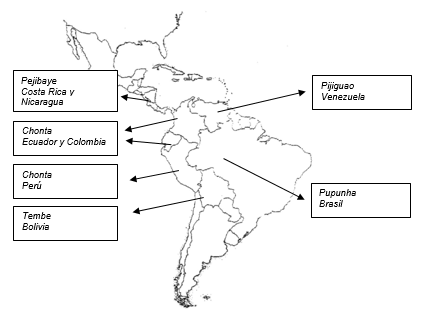 Pejibaye
Costa Rica y
Nicaragua
Pijiguao
Venezuela
Chonta
Ecuador y Colombia
Chonta
Perú
Pupunha
Brasil
Tembe
Bolivia